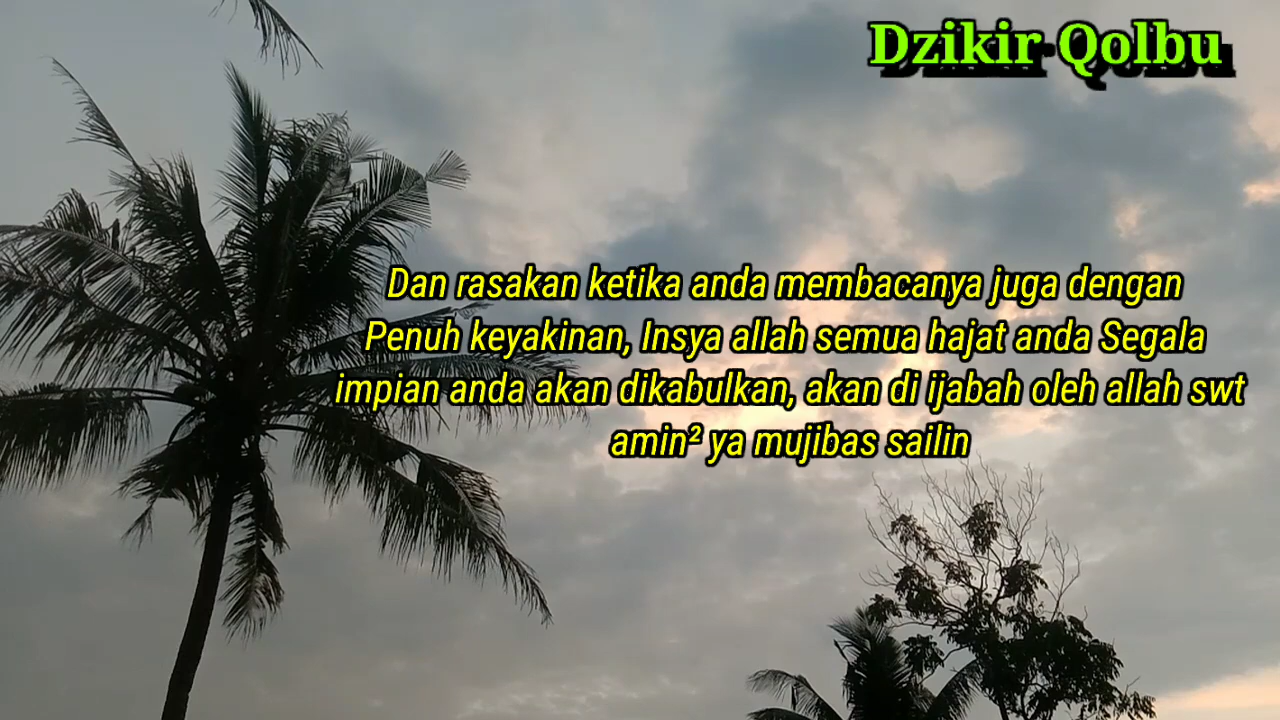 Dzikir Qolbu
Dan rasakan ketika anda membacanya juga dengan
Penuh keyakinan, Insya allah semua hajat anda Segala
impian anda akan dikabulkan, akan di ijabah oleh allah swt
amin² ya mujibas sailin